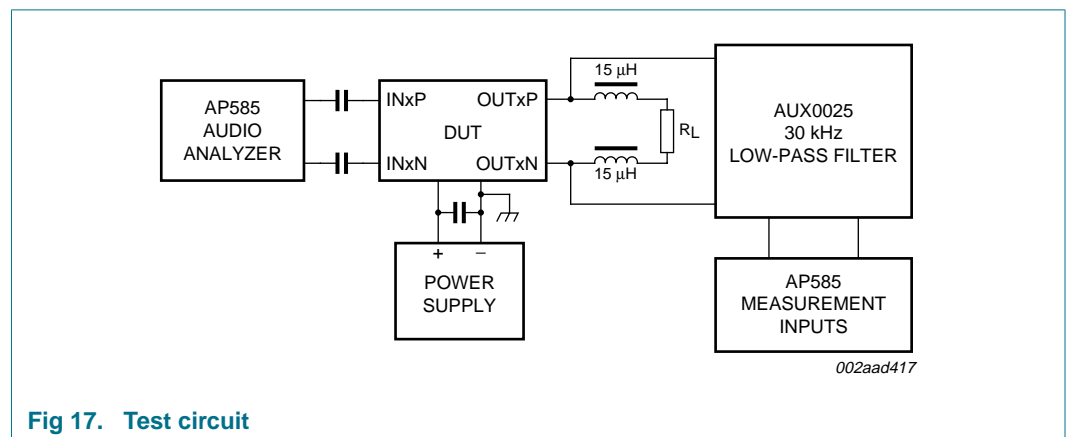 AP585
AUDIO
ANALYZER
INxP
OUTxP
DUT
INxN
OUTxN
15 μH
RL
15 μH
AUX0025
30 kHz
LOW-PASS FILTER
+ −
POWER
SUPPLY
AP585
MEASUREMENT
INPUTS
002aad417
Fig 17. Test circuit